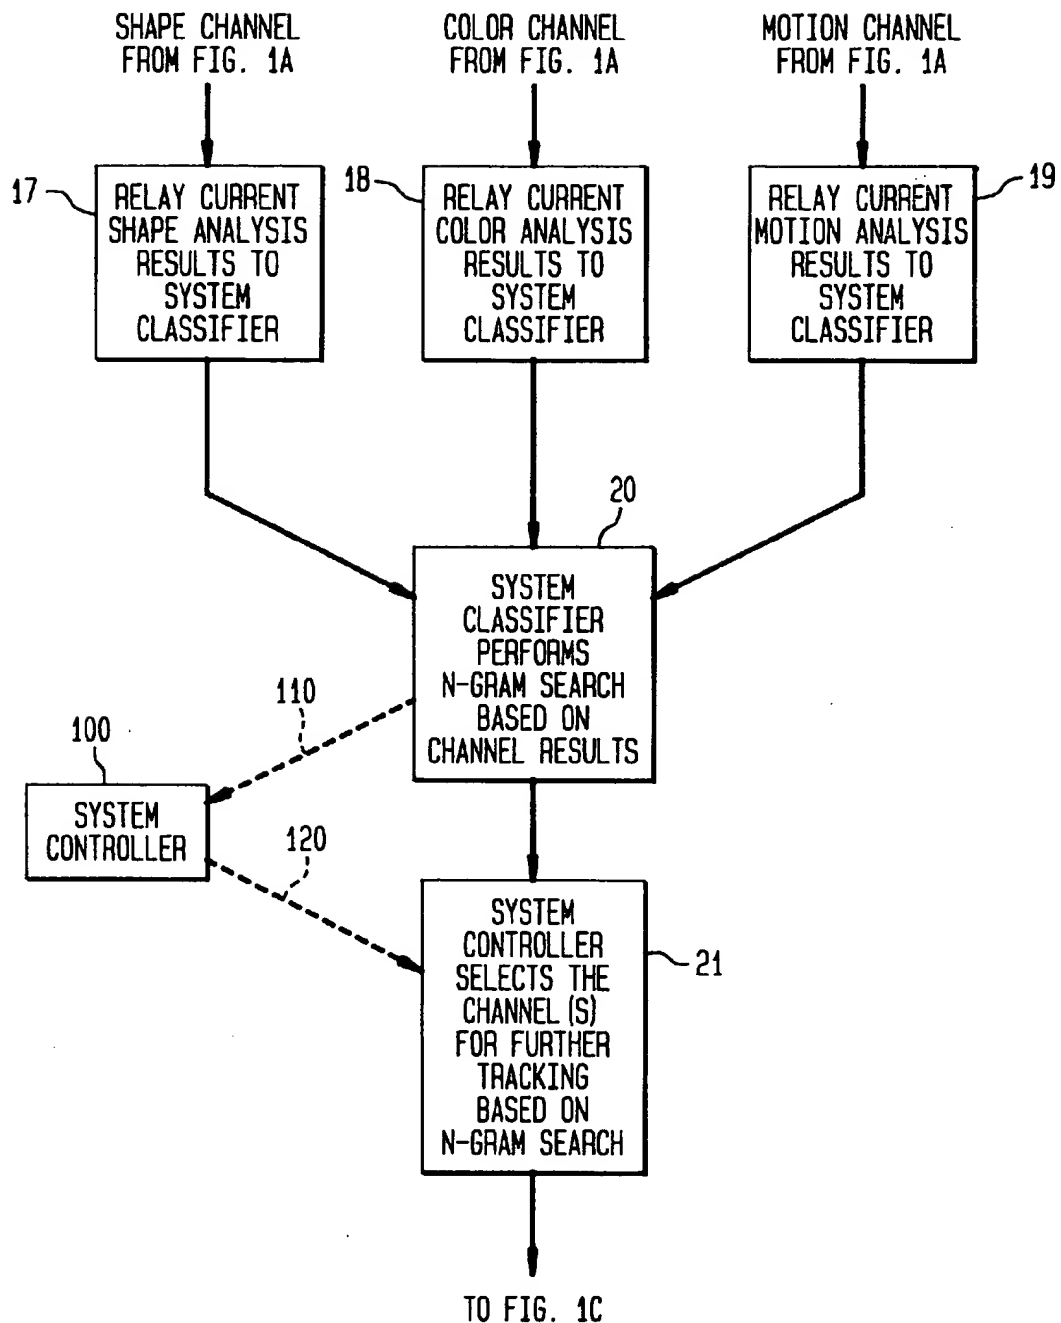 SHAPE CHANNEL
FROM FIG. 1A
COLOR CHANNEL
FROM FIG. 1A
MOTION CHANNEL
FROM FIG. 1A
17
RELAY CURRENT
SHAPE ANALYSIS
RESULTS TO
SYSTEM
CLASSIFIER
18
RELAY CURRENT
COLOR ANALYSIS
RESULTS TO
SYSTEM
CLASSIFIER
19
RELAY CURRENT
MOTION ANALYSIS
RESULTS TO
SYSTEM
CLASSIFIER
20
SYSTEM
CLASSIFIER
PERFORMS
N-GRAM SEARCH
BASED ON
CHANNEL RESULTS
110
100
SYSTEM
CONTROLLER
120
SYSTEM
CONTROLLER
SELECTS THE
CHANNEL(S)
FOR FURTHER
TRACKING
BASED ON
N-GRAM SEARCH
21
TO FIG. 1C